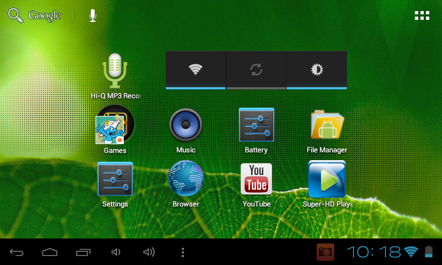 Google
Hi-Q MP3 Reco
Games
Music
Battery
File Manager
Settings
Browser
You
Tube
YouTube
Super-HD Playe
10:18